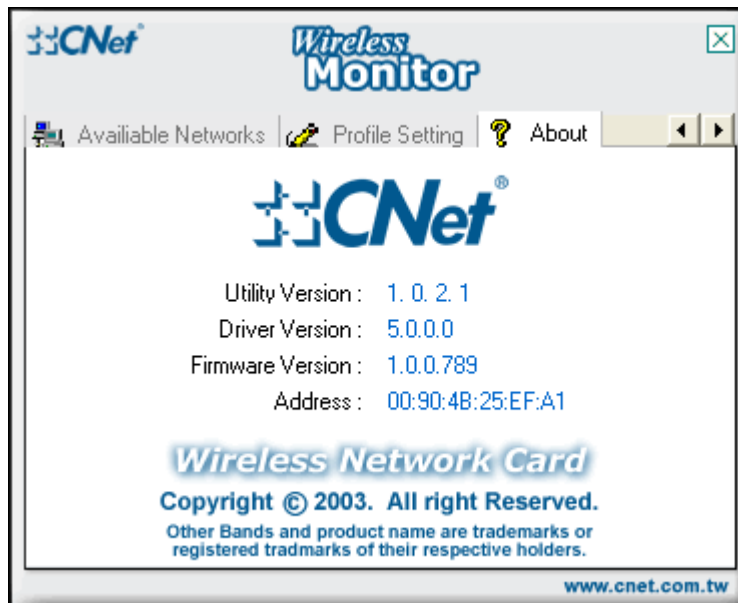 CNet
Wireless
Monitor
Availiable Networks
Profile Setting
About
CNet®
Utility Version : 1. 0. 2. 1
Driver Version : 5.0.0.0
Firmware Version : 1.0.0.789
Address : 00:90:4B:25:EF:A1
Wireless Network Card
Copyright © 2003. All right Reserved.
Other Bands and product name are trademarks or
registered tradmarks of their respective holders.
www.cnet.com.tw